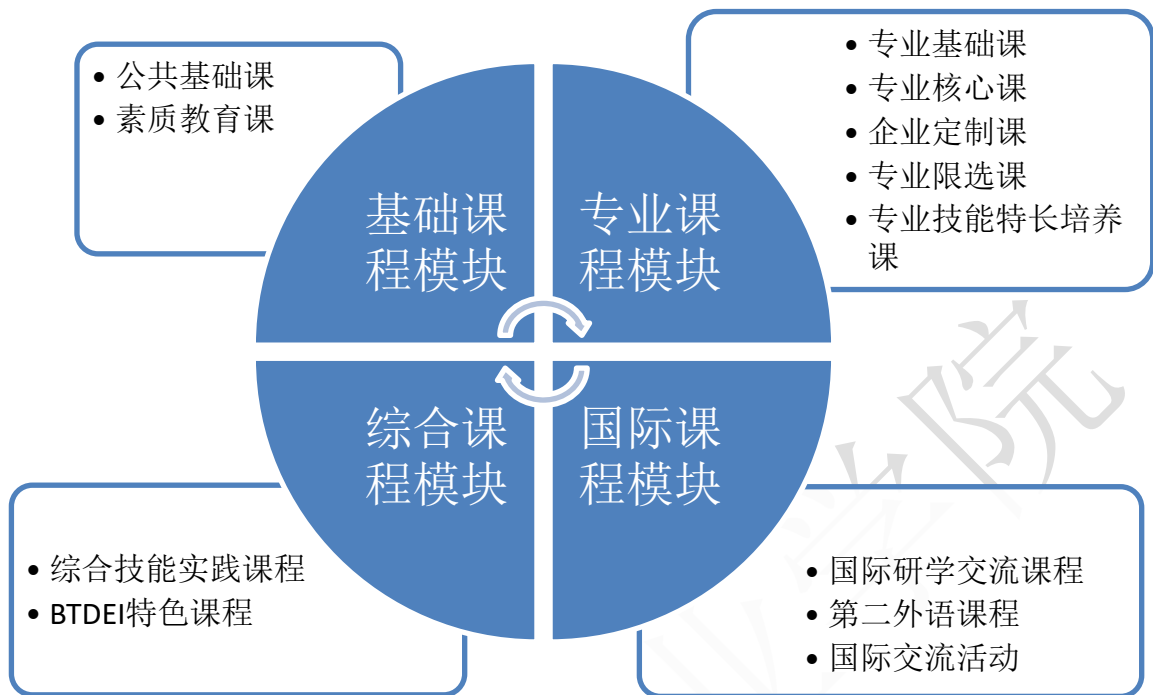 • 公共基础课
• 素质教育课
• 专业基础课
• 专业核心课
• 企业定制课
• 专业限选课
• 专业技能特长培养
课
基础课
程模块
专业课
程模块
综合课
程模块
国际课
程模块
• 综合技能实践课程
• BTDEI特色课程
• 国际研学交流课程
• 第二外语课程
• 国际交流活动
学院